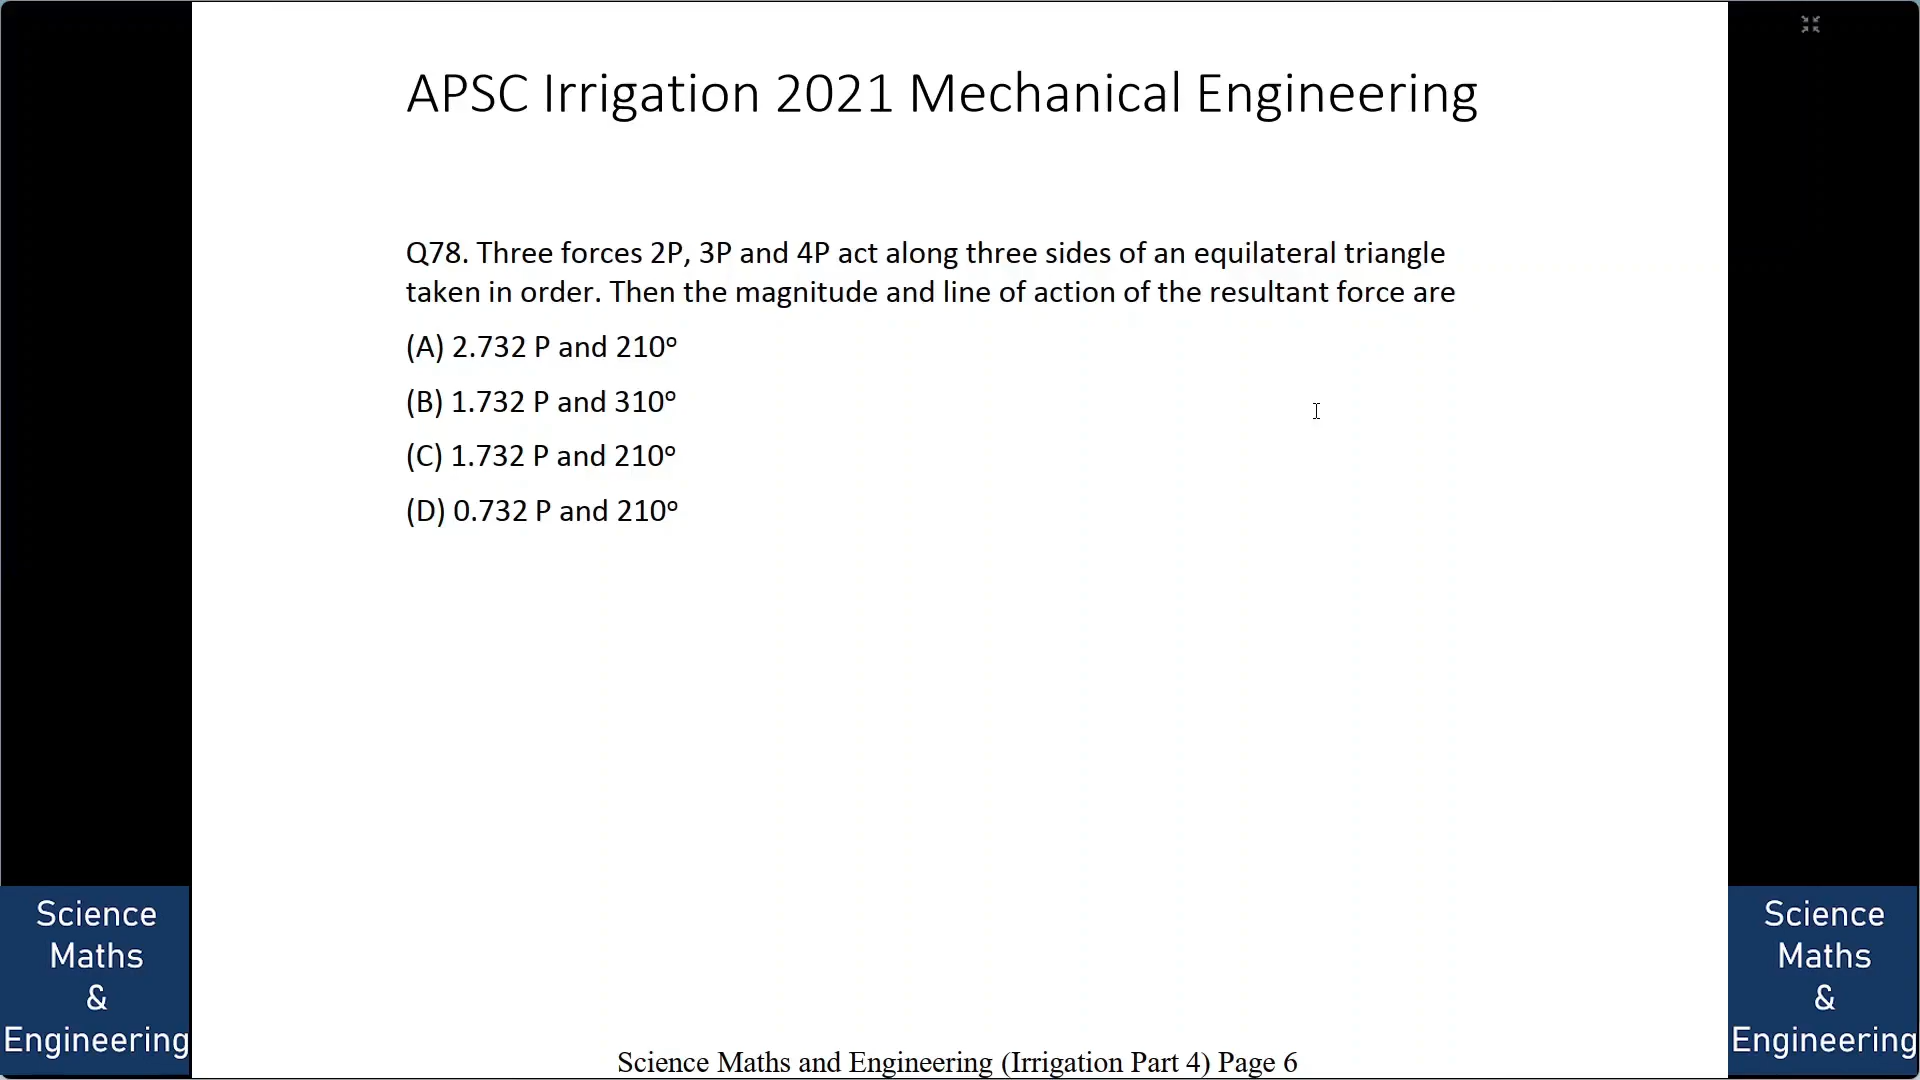 APSC Irrigation 2021 Mechanical Engineering
Q78. Three forces 2P, 3P and 4P act along three sides of an equilateral triangle
taken in order. Then the magnitude and line of action of the resultant force are
(A) 2.732 P and 210°
(B) 1.732 P and 310°
(C) 1.732 P and 210°
(D) 0.732 P and 210°
Science
Maths
&
Engineering
Science
Maths
&
Engineering
Science Maths and Engineering (Irrigation Part 4) Page 6